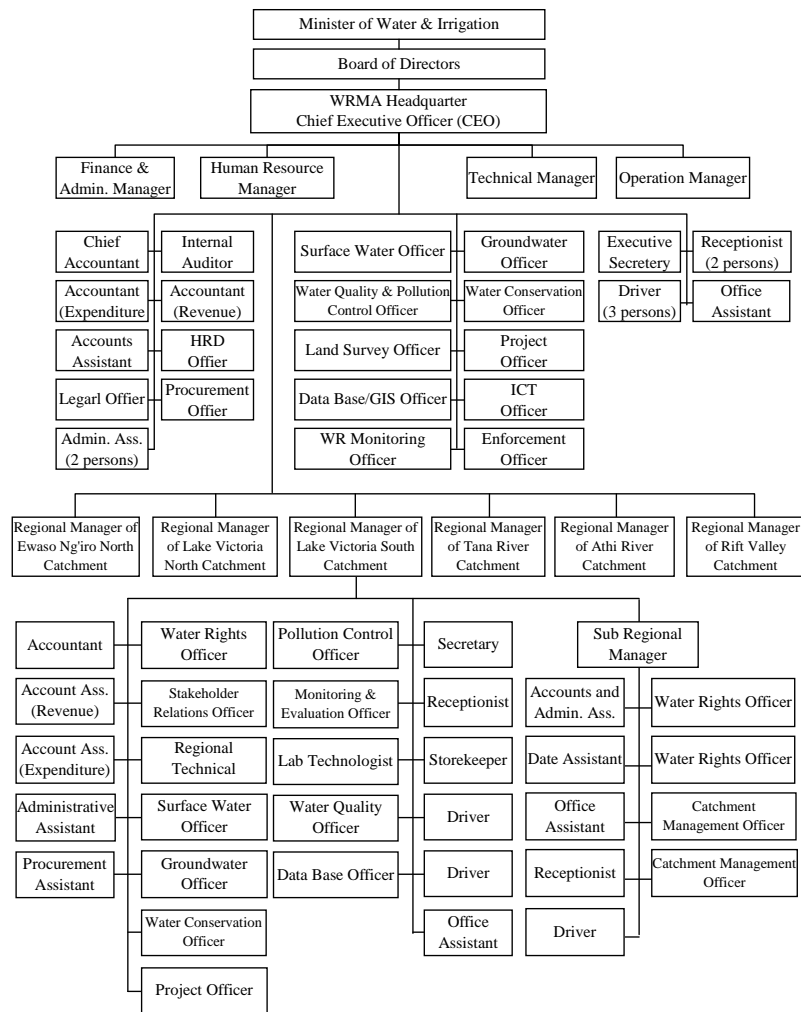 Minister of Water & Irrigation
Board of Directors
WRMA Headquarter
Chief Executive Officer (CEO)
Finance &
Admin. Manager
Human Resource
Manager
Technical Manager
Operation Manager
Chief
Accountant
Internal
Auditor
Surface Water Officer
Groundwater
Officer
Executive
Secretery
Receptionist
(2 persons)
Accountant
(Expenditure
Accountant
(Revenue)
Water Quality & Pollution
Control Officer
Water Conservation
Officer
Driver
(3 persons)
Office
Assistant
Accounts
Assistant
HRD
Offier
Land Survey Officer
Project
Officer
Legarl Offier
Procurement
Offier
Data Base/GIS Officer
ICT
Officer
Admin. Ass.
(2 persons)
WR Monitoring
Officer
Enforcement
Officer
Regional Manager of
Ewaso Ng'iro North
Catchment
Regional Manager
of Lake Victoria
North Catchment
Regional Manager of
Lake Victoria South
Catchment
Regional Manager
of Tana River
Catchment
Regional Manager
of Athi River
Catchment
Regional Manager
of Rift Valley
Catchment
Accountant
Water Rights
Officer
Pollution Control
Officer
Secretary
Sub Regional
Manager
Account Ass.
(Revenue)
Stakeholder
Relations Officer
Monitoring &
Evaluation Officer
Receptionist
Accounts and
Admin. Ass.
Water Rights Officer
Account Ass.
(Expenditure)
Regional
Technical
Lab Technologist
Storekeeper
Date Assistant
Water Rights Officer
Administrative
Assistant
Surface Water
Officer
Water Quality
Officer
Driver
Office
Assistant
Catchment
Management Officer
Procurement
Assistant
Groundwater
Officer
Data Base Officer
Driver
Receptionist
Catchment Management
Officer
Water Conservation
Officer
Office
Assistant
Driver
Project Officer